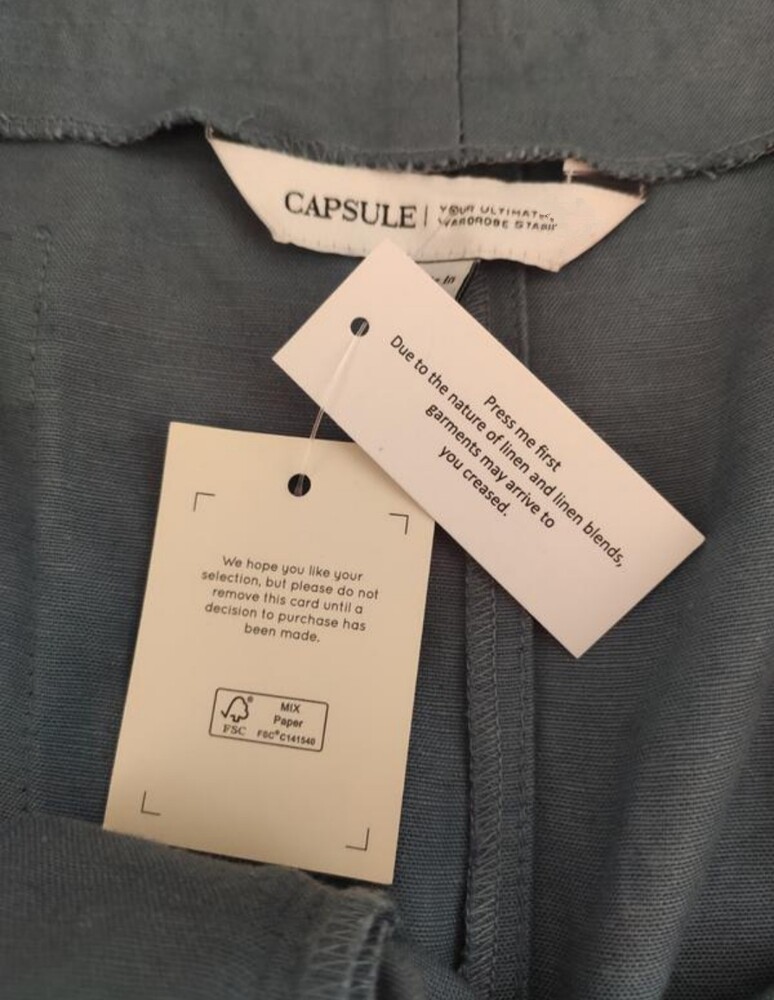 CAPSULE
YOUR ULTIMATE
WARDROBE
Press me first
Due to the nature of linen and linen blends,
garments may arrive to
you creased.
We hope you like your
selection, but please do not
remove this card until a
decision to purchase has
been made.
FSC
MIX
Paper
FSC® C141540